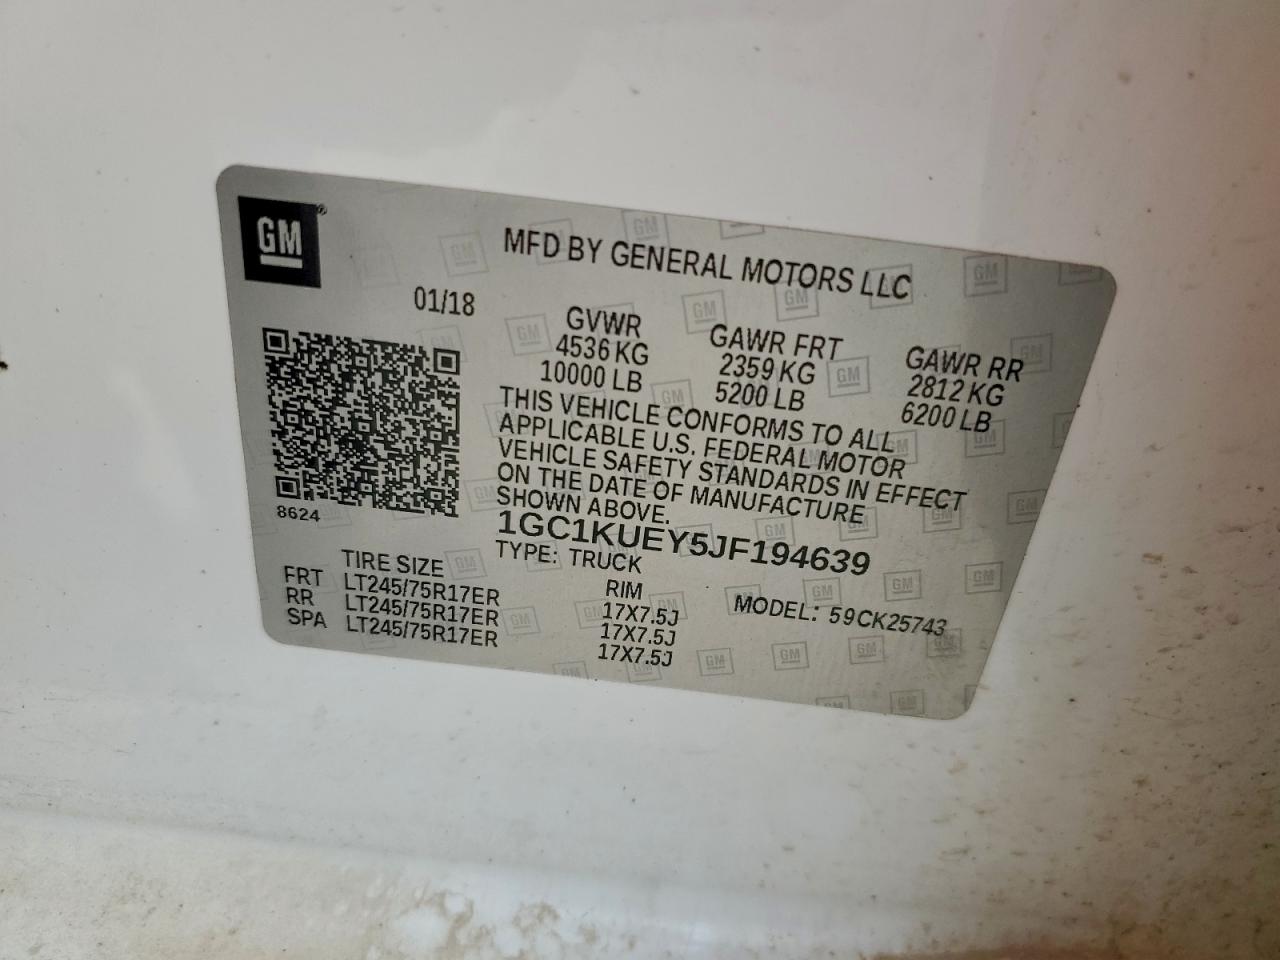 GM
MFD BY GENERAL MOTORS LLC
01/18
GVWR GAWR FRT GAWR RR
4536 KG 2359 KG 2812 KG
10000 LB 5200 LB 6200 LB
THIS VEHICLE CONFORMS TO ALL
APPLICABLE U.S. FEDERAL MOTOR
VEHICLE SAFETY STANDARDS IN EFFECT
ON THE DATE OF MANUFACTURE
SHOWN ABOVE.
8624
1GC1KUEY5JF194639
TYPE: TRUCK
TIRE SIZE RIM
FRT LT245/75R17ER 17X7.5J
RR LT245/75R17ER 17X7.5J
SPA LT245/75R17ER 17X7.5J
MODEL: 59CK25743